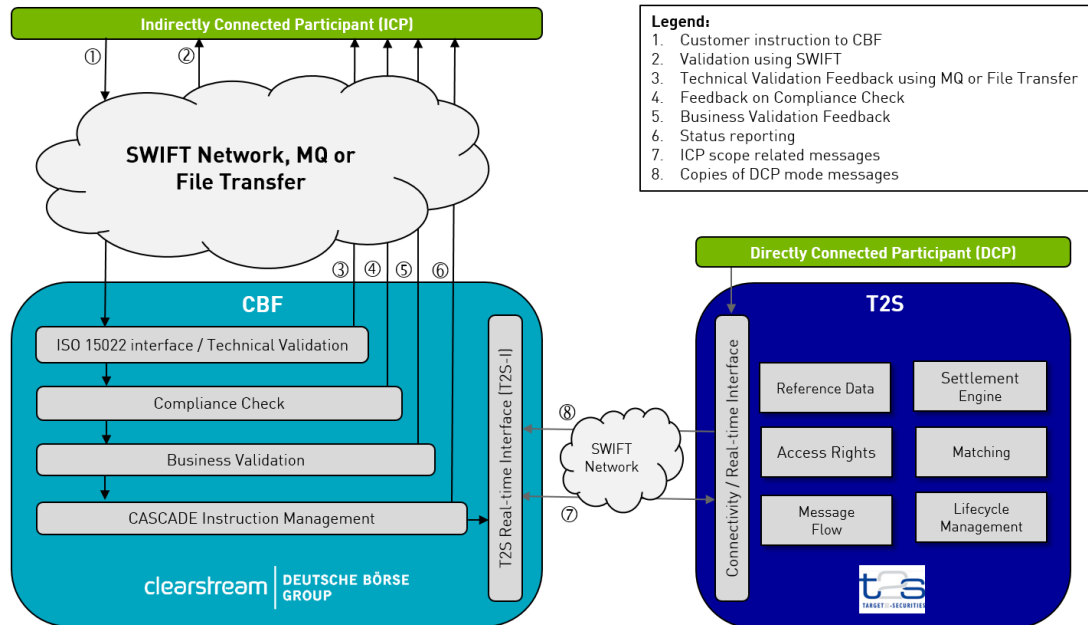 Indirectly Connected Participant (ICP)
① ②
SWIFT Network, MQ or
File Transfer
Legend:
1. Customer instruction to CBF
2. Validation using SWIFT
3. Technical Validation Feedback using MQ or File Transfer
4. Feedback on Compliance Check
5. Business Validation Feedback
6. Status reporting
7. ICP scope related messages
8. Copies of DCP mode messages
③ ④ ⑤ ⑥
CBF
ISO 15022 interface / Technical Validation
Compliance Check
Business Validation
CASCADE Instruction Management
T2S Real-time Interface (T2S-I)
clearstream
DEUTSCHE BÖRSE
GROUP
⑧
SWIFT
Network
⑦
Directly Connected Participant (DCP)
T2S
Connectivity / Real-time Interface
Reference Data
Settlement
Engine
Access Rights
Matching
Message
Flow
Lifecycle
Management
t2s